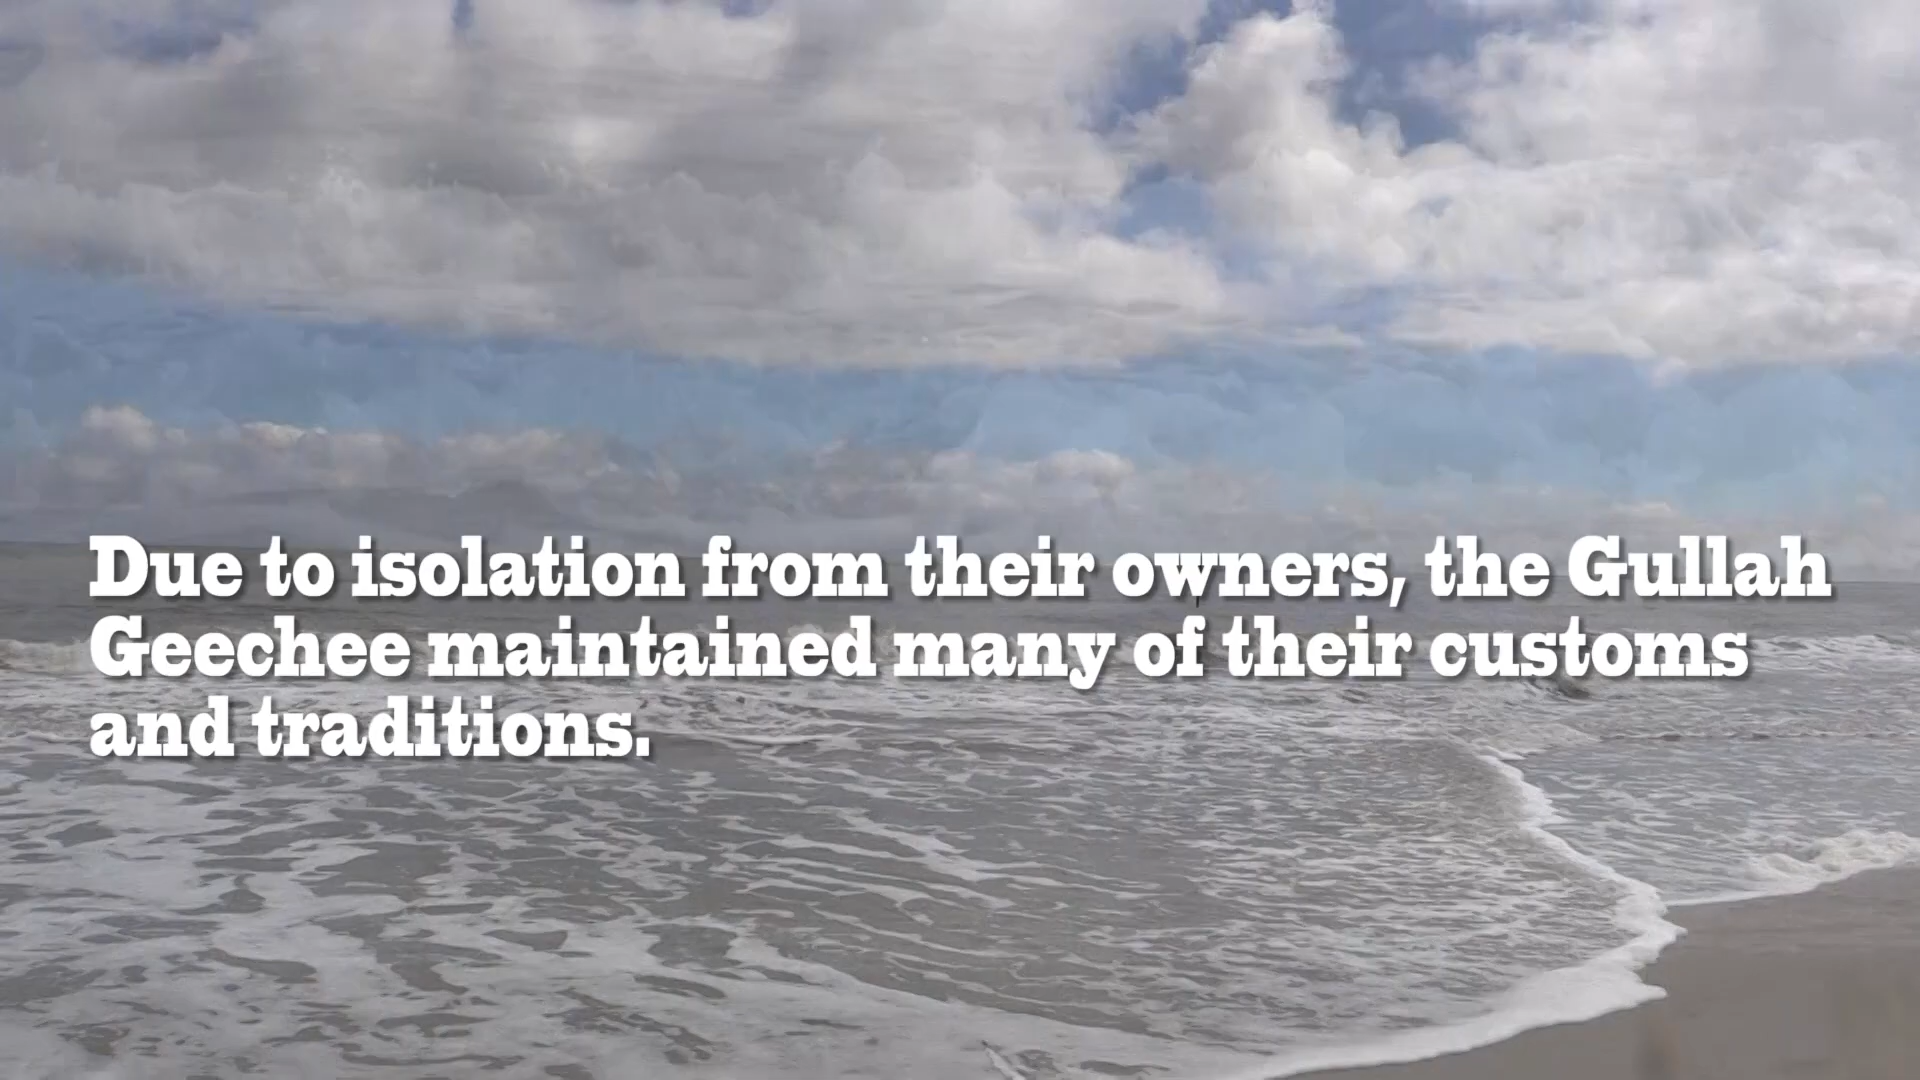 Due to isolation from their owners, the Gullah
Geechee maintained many of their customs
and traditions.